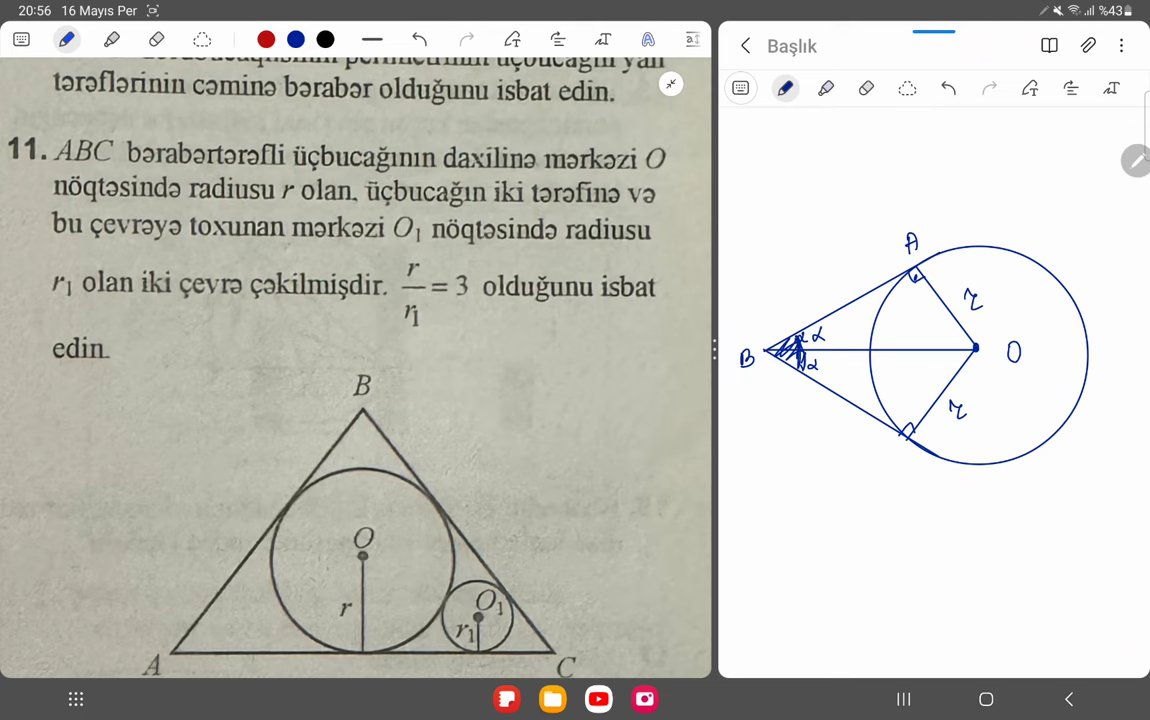 20:56 16 Mayıs Per
%43
Başlık
tərəflərinin cəminə bərabər olduğunu isbat edin.
11. ABC bərabərtərəfli üçbucağının daxilinə mərkəzi O
nöqtəsində radiusu r olan, üçbucağın iki tərəfinə və
bu çevrəyə toxunan mərkəzi O₁ nöqtəsində radiusu
r₁ olan iki çevrə çəkilmişdir. r/r₁ = 3 olduğunu isbat
edin.
B
O
r
O₁
r₁
A
C
A
r
B
α
α
O
r